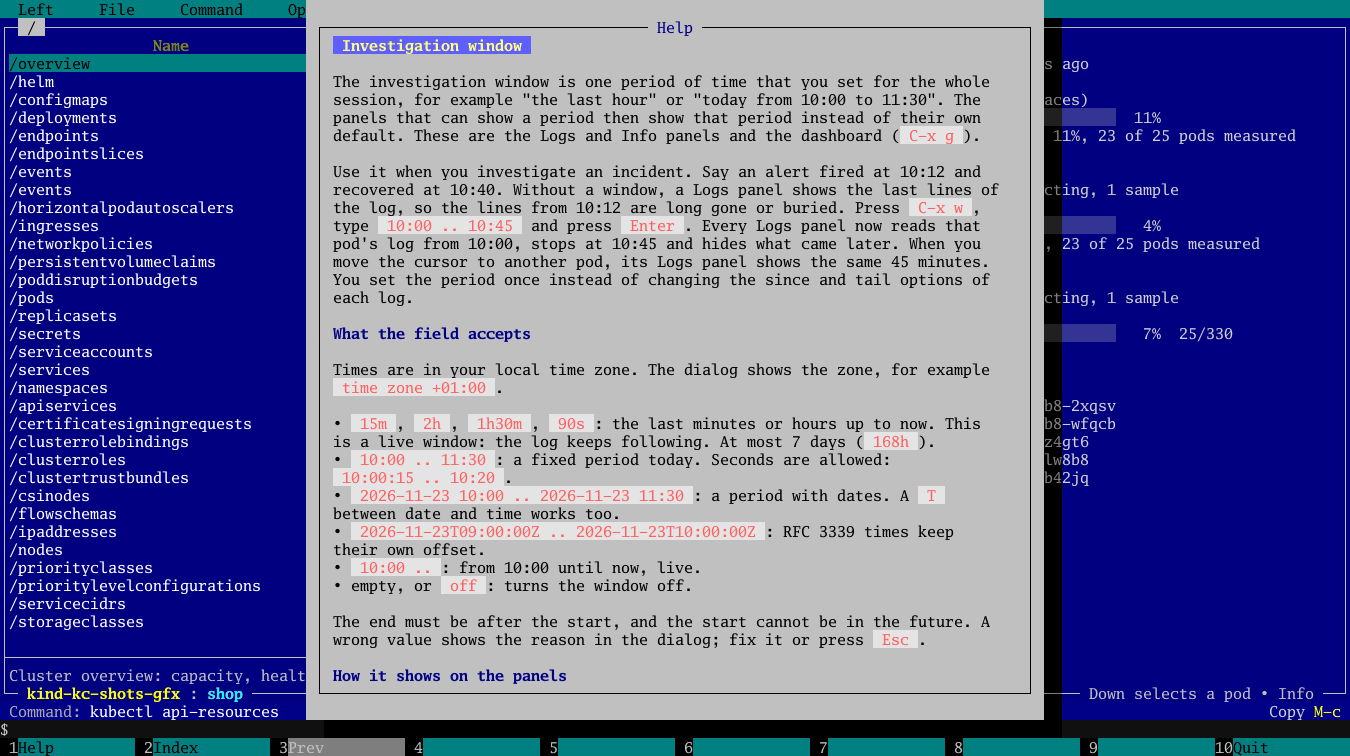 Left File Command Op
/
Name
Help
Investigation window
/overview
/helm
/configmaps
/deployments
/endpoints
/endpointslices
/events
/events
/horizontalpodautoscalers
/ingresses
/networkpolicies
/persistentvolumeclaims
/poddisruptionbudgets
/pods
/replicasets
/secrets
/serviceaccounts
/services
/namespaces
/apiservices
/certificatesigningrequests
/clusterrolebindings
/clusterroles
/clustertrustbundles
/csinodes
/flowschemas
/ipaddresses
/nodes
/priorityclasses
/prioritylevelconfigurations
/servicecidrs
/storageclasses
Cluster overview: capacity, healt
kind-kc-shots-gfx : shop
Command: kubectl api-resources
The investigation window is one period of time that you set for the whole
session, for example "the last hour" or "today from 10:00 to 11:30". The
panels that can show a period then show that period instead of their own
default. These are the Logs and Info panels and the dashboard ( C-x g ).
Use it when you investigate an incident. Say an alert fired at 10:12 and
recovered at 10:40. Without a window, a Logs panel shows the last lines of
the log, so the lines from 10:12 are long gone or buried. Press C-x w ,
type 10:00 .. 10:45 and press Enter . Every Logs panel now reads that
pod's log from 10:00, stops at 10:45 and hides what came later. When you
move the cursor to another pod, its Logs panel shows the same 45 minutes.
You set the period once instead of changing the since and tail options of
each log.
What the field accepts
Times are in your local time zone. The dialog shows the zone, for example
time zone +01:00 .
• 15m , 2h , 1h30m , 90s : the last minutes or hours up to now. This
is a live window: the log keeps following. At most 7 days ( 168h ).
• 10:00 .. 11:30 : a fixed period today. Seconds are allowed:
10:00:15 .. 10:20 .
• 2026-11-23 10:00 .. 2026-11-23 11:30 : a period with dates. A T
between date and time works too.
• 2026-11-23T09:00:00Z .. 2026-11-23T10:00:00Z : RFC 3339 times keep
their own offset.
• 10:00 .. : from 10:00 until now, live.
• empty, or off : turns the window off.
The end must be after the start, and the start cannot be in the future. A
wrong value shows the reason in the dialog; fix it or press Esc .
How it shows on the panels
s ago
aces)
11%
11%, 23 of 25 pods measured
cting, 1 sample
4%
, 23 of 25 pods measured
cting, 1 sample
7% 25/330
b8-2xqsv
b8-wfqcb
z4gt6
lw8b8
b42jq
Down selects a pod • Info
Copy M-c
$
1Help 2Index 3Prev 4 5 6 7 8 9 10Quit